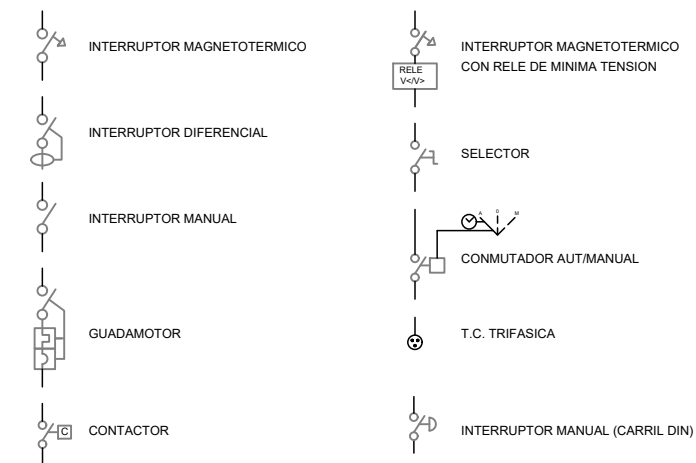 INTERRUPTOR MAGNETOTERMICO
INTERRUPTOR DIFERENCIAL
INTERRUPTOR MANUAL
GUADAMOTOR
C
CONTACTOR
INTERRUPTOR MAGNETOTERMICO
CON RELE DE MINIMA TENSION
RELE
V</V>
SELECTOR
A 0 M
CONMUTADOR AUT/MANUAL
T.C. TRIFASICA
INTERRUPTOR MANUAL (CARRIL DIN)